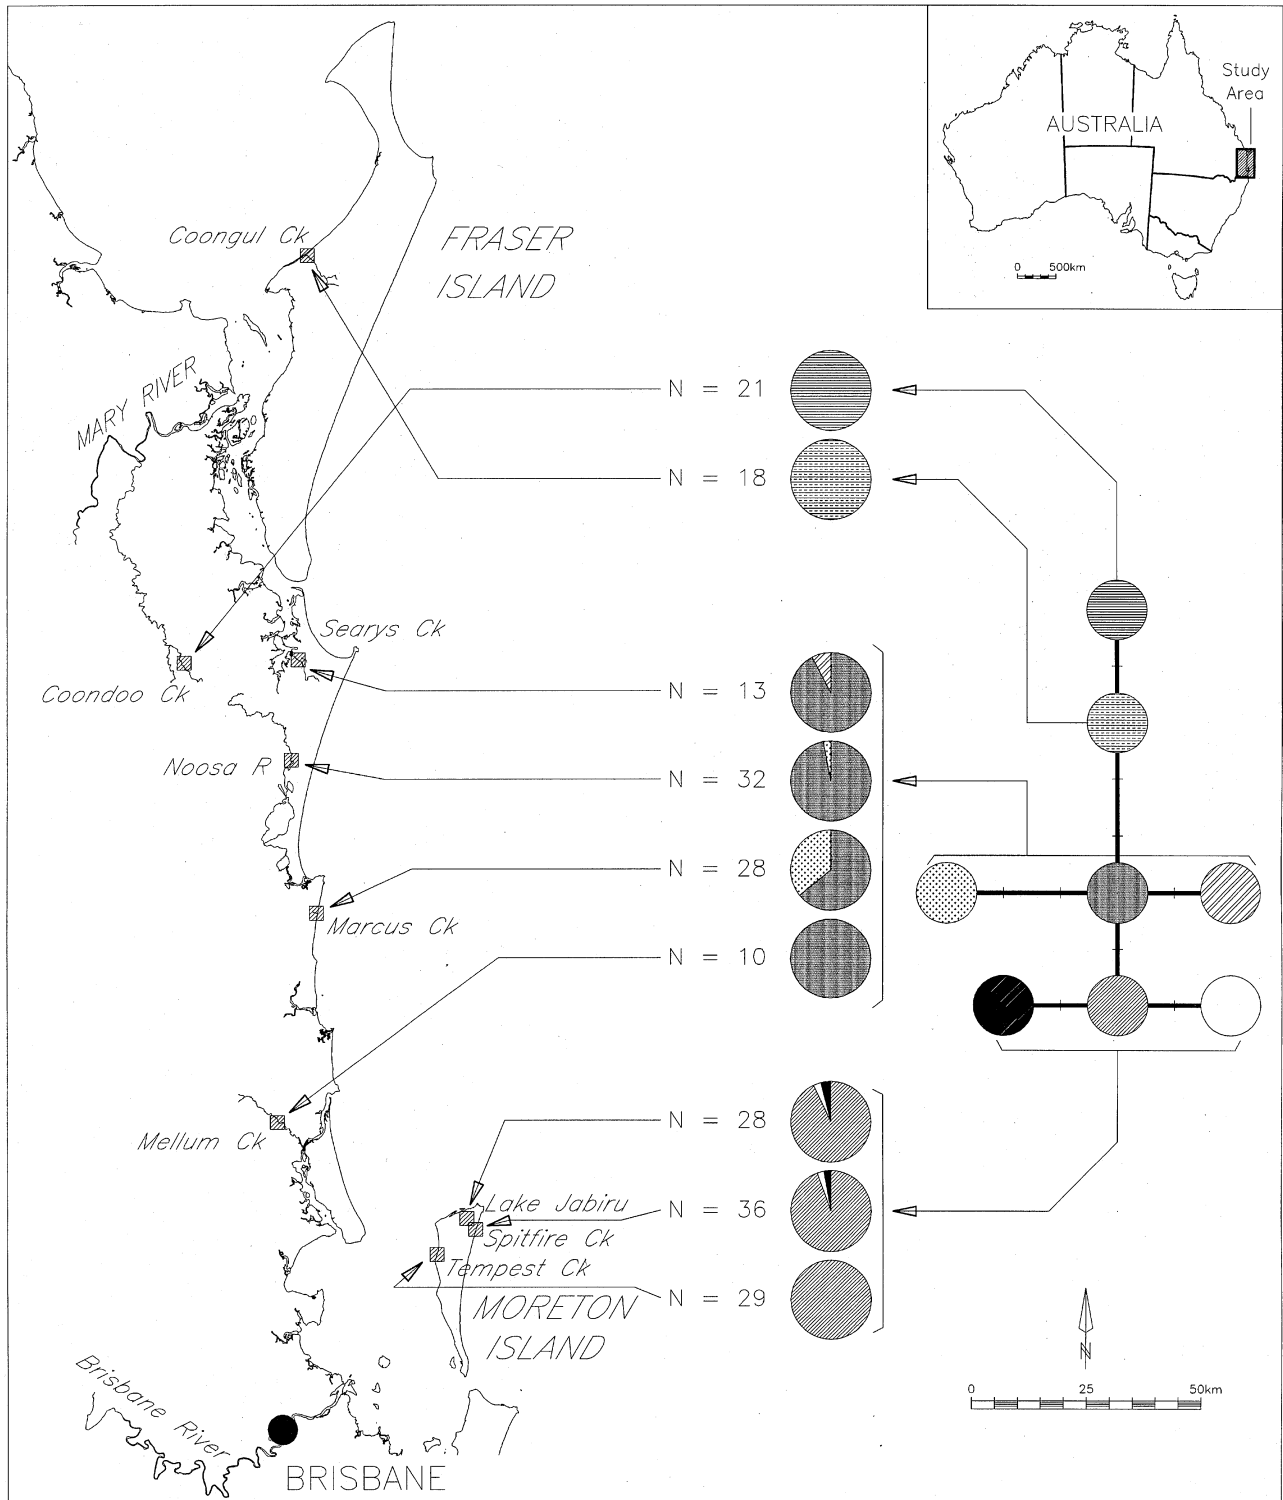 Study
Area
AUSTRALIA
0 500km
Coongul Ck
FRASER
ISLAND
MARY RIVER
N = 21
N = 18
Searys Ck
Coondoo Ck
N = 13
Noosa R
N = 32
N = 28
Marcus Ck
N = 10
Mellum Ck
N = 28
Lake Jabiru
N = 36
Spitfire Ck
Tempest Ck
N = 29
MORETON
ISLAND
N
0 25 50km
Brisbane River
BRISBANE